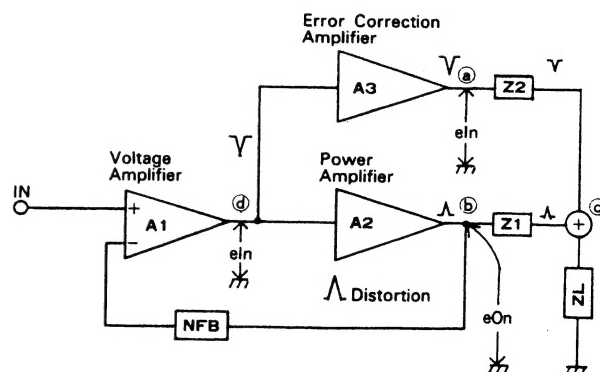 Error Correction
Amplifier
A3
a
Z2
eIn
Voltage
Amplifier
Power
Amplifier
IN
+
−
A1
d
A2
b
Z1
+
c
eIn
Distortion
eOn
ZL
NFB